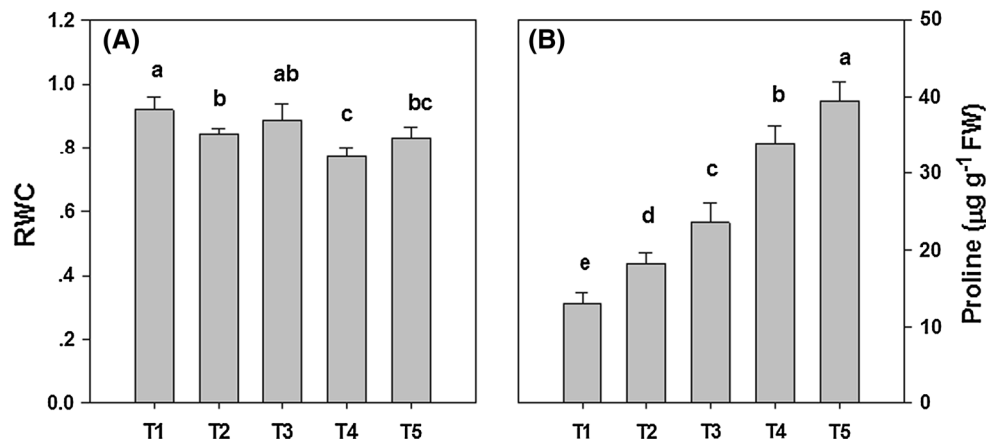 1.2
1.0
.8
.6
.4
.2
0.0
RWC
(A)
a
b
ab
c
bc
T1 T2 T3 T4 T5
(B)
e
d
c
b
a
T1 T2 T3 T4 T5
50
40
30
20
10
0
Proline (µg g⁻¹ FW)